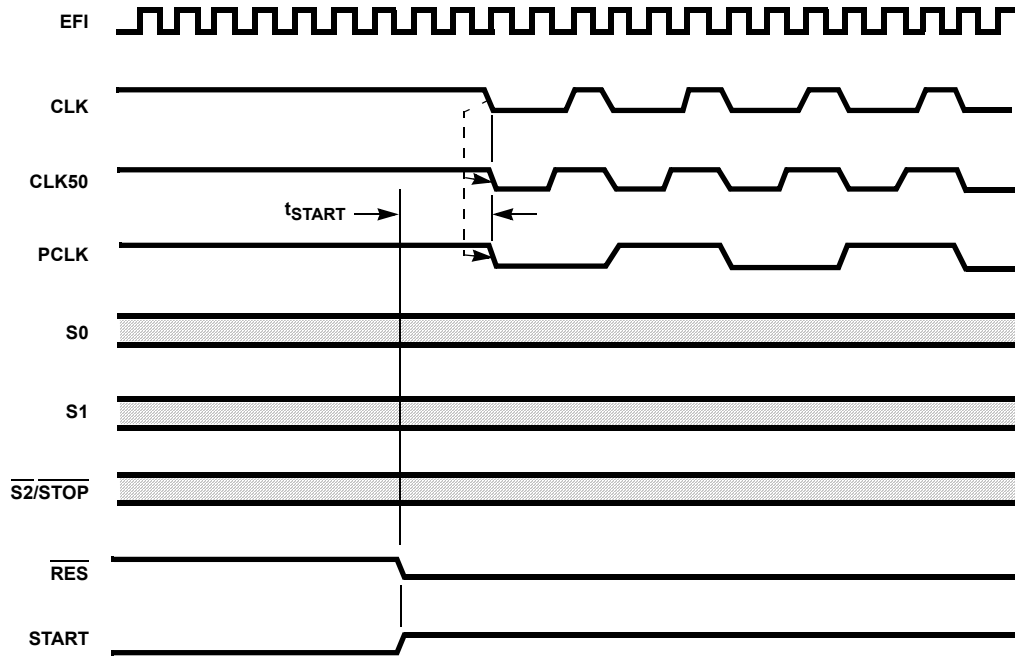 EFI
CLK
CLK50
tSTART
PCLK
S0
S1
S2/STOP
RES
START